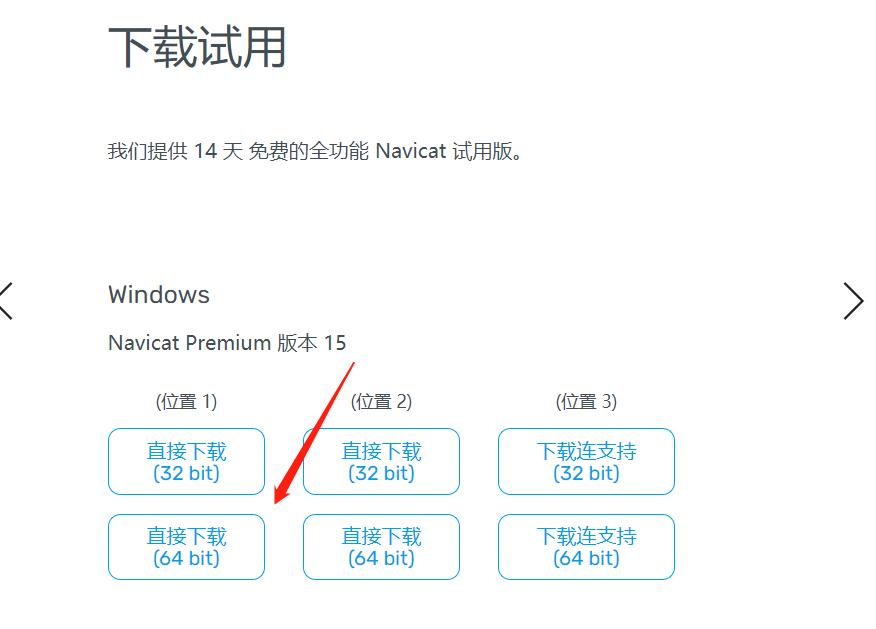 下载试用
我们提供 14 天 免费的全功能 Navicat 试用版。
Windows
Navicat Premium 版本 15
(位置 1)
(位置 2)
(位置 3)
直接下载
(32 bit)
直接下载
(32 bit)
下载连支持
(32 bit)
直接下载
(64 bit)
直接下载
(64 bit)
下载连支持
(64 bit)